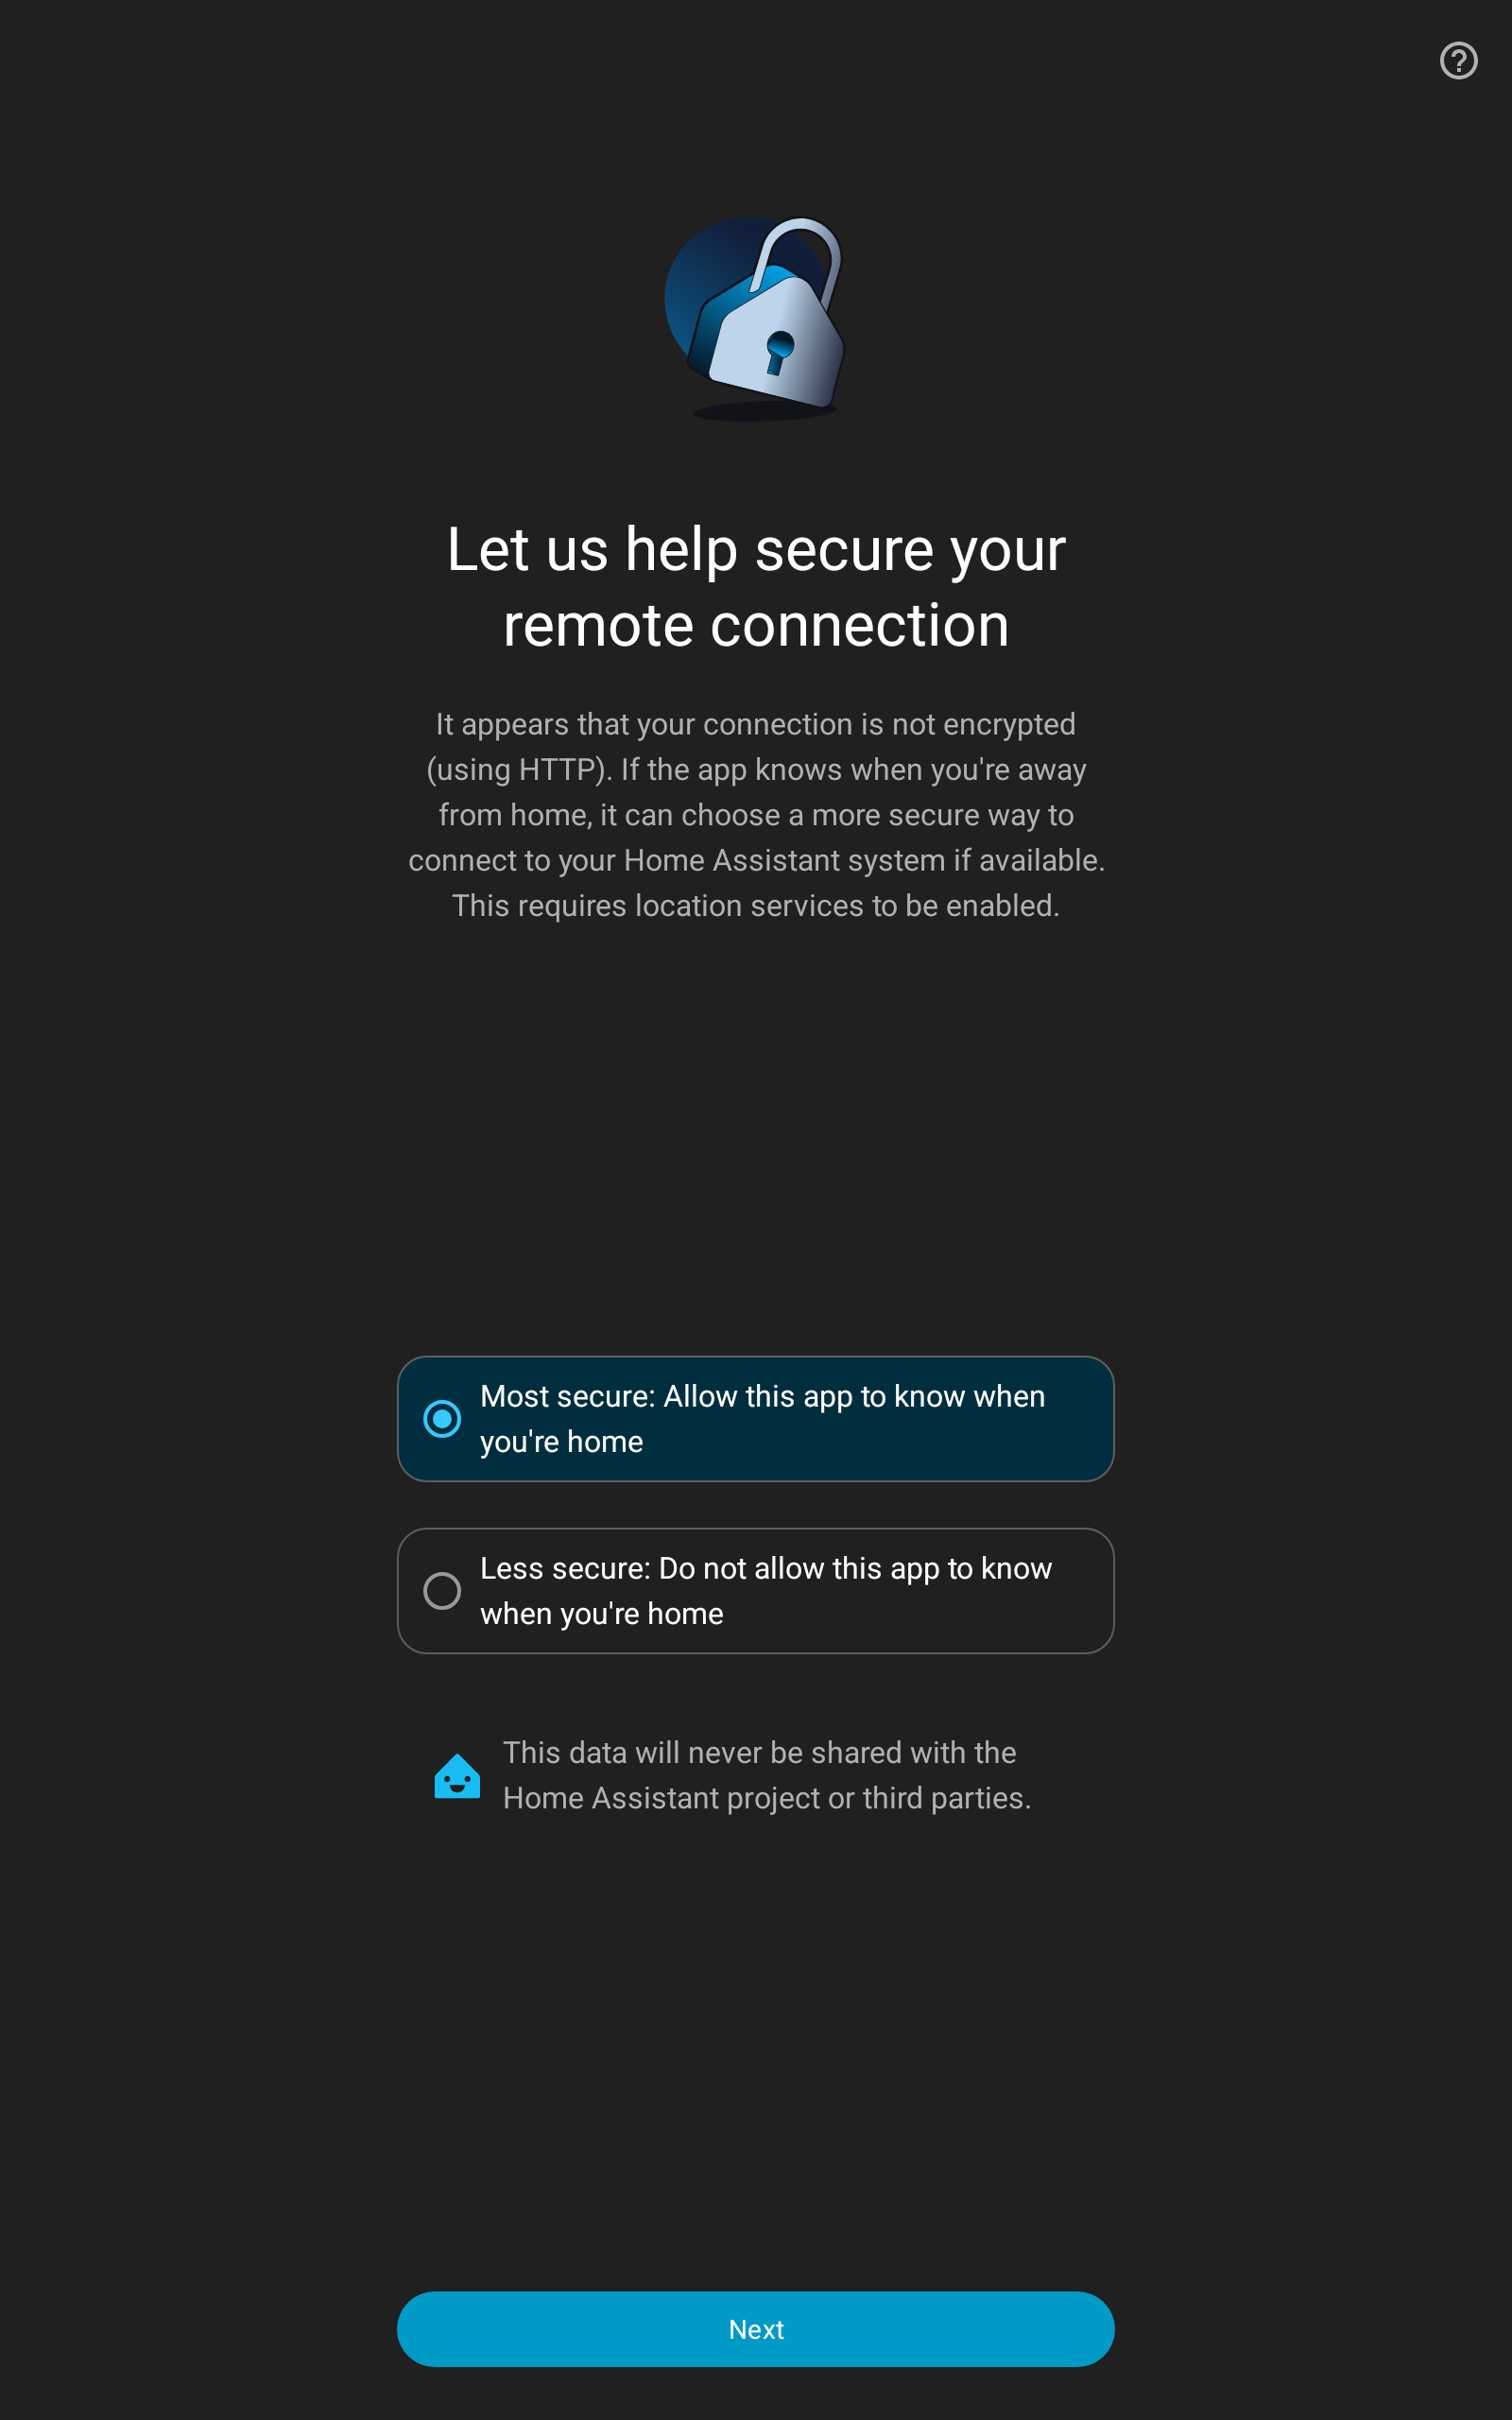 Let us help secure your
remote connection
It appears that your connection is not encrypted
(using HTTP). If the app knows when you're away
from home, it can choose a more secure way to
connect to your Home Assistant system if available.
This requires location services to be enabled.
Most secure: Allow this app to know when
you're home
Less secure: Do not allow this app to know
when you're home
This data will never be shared with the
Home Assistant project or third parties.
Next